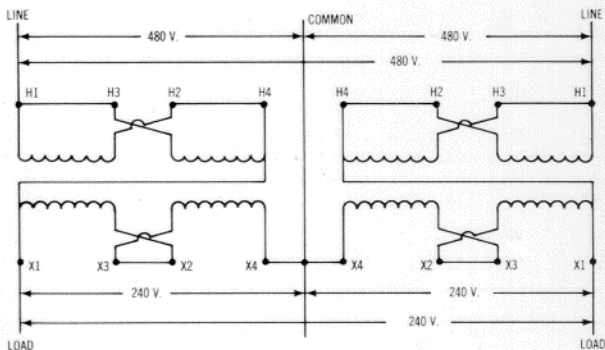 LINE COMMON LINE
480 V. 480 V.
480 V.
H1 H3 H2 H4 H4 H2 H3 H1
X1 X3 X2 X4 X4 X2 X3 X1
240 V. 240 V.
240 V.
LOAD LOAD